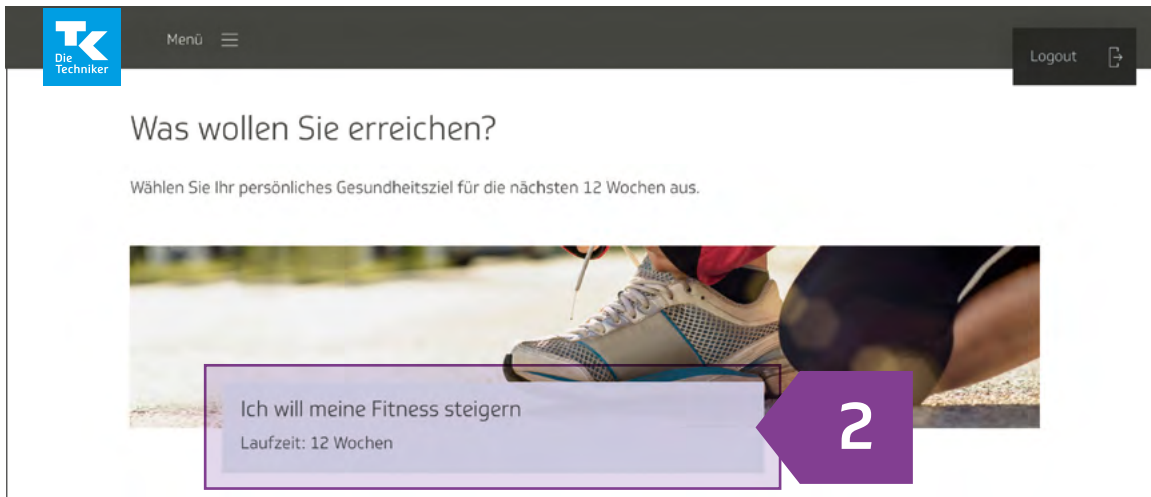 Die
Techniker
Menü
Logout
Was wollen Sie erreichen?
Wählen Sie Ihr persönliches Gesundheitsziel für die nächsten 12 Wochen aus.
Ich will meine Fitness steigern
Laufzeit: 12 Wochen
2